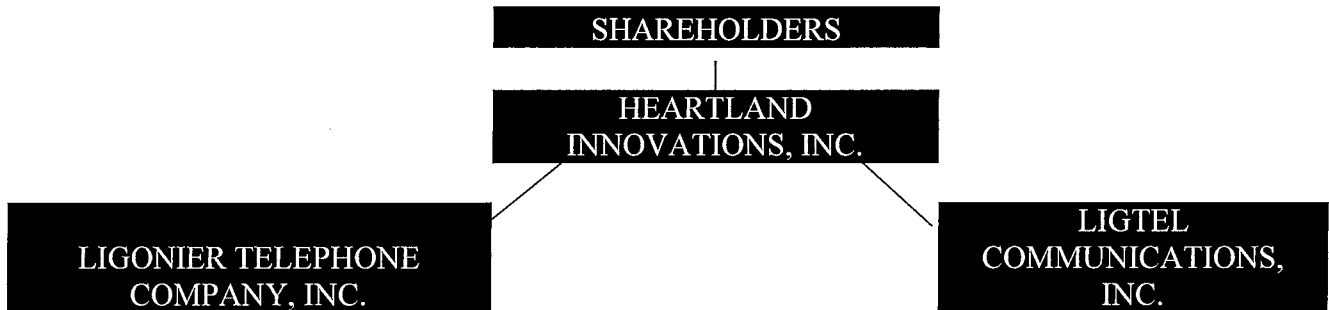 SHAREHOLDERS
HEARTLAND
INNOVATIONS, INC.
LIGONIER TELEPHONE
COMPANY, INC.
LIGTEL
COMMUNICATIONS,
INC.